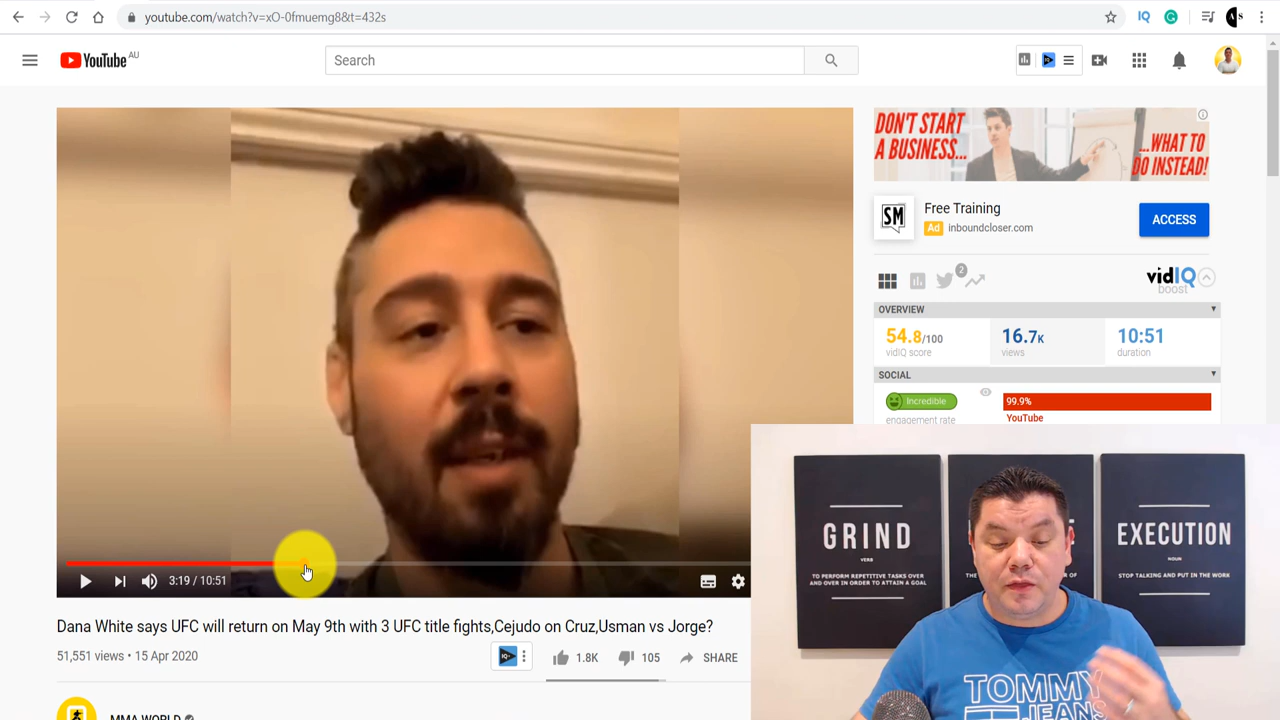 youtube.com/watch?v=xO-0fmuemg8&t=432s
YouTube AU
Search
DON'T START
A BUSINESS...
...WHAT TO
DO INSTEAD!
SM
Free Training
Ad inboundcloser.com
ACCESS
2
vidIQ
boost
OVERVIEW
54.8/100
vidIQ score
16.7K
views
10:51
duration
SOCIAL
Incredible
engagement rate
99.9%
YouTube
3:19 / 10:51
Dana White says UFC will return on May 9th with 3 UFC title fights,Cejudo on Cruz,Usman vs Jorge?
51,551 views • 15 Apr 2020
1.8K
105
SHARE
MMA WORLD
GRIND
VERB
TO PERFORM REPETITIVE TASKS OVER
AND OVER IN ORDER TO ATTAIN A GOAL
EXECUTION
NOUN
STOP TALKING AND PUT IN THE WORK
TOMMY
JEANS